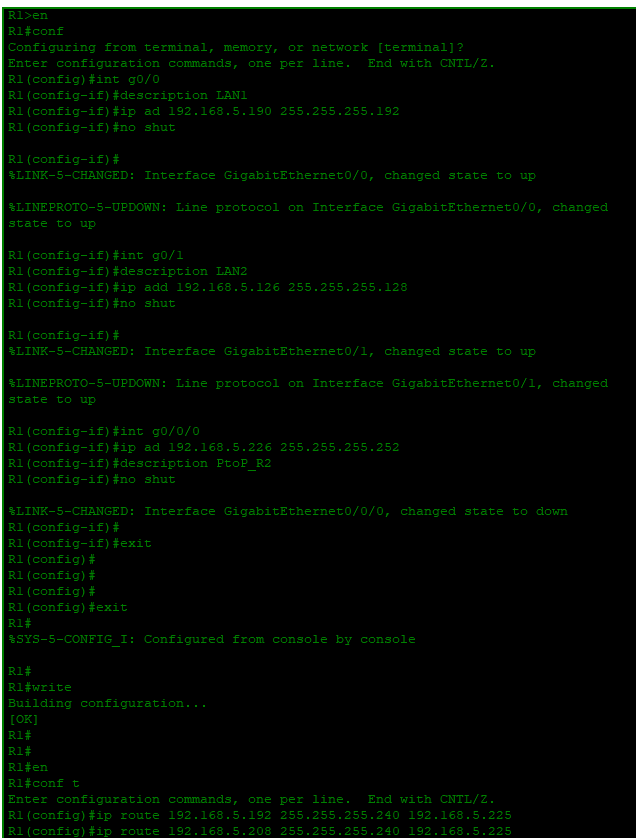 R1>en
R1#conf
Configuring from terminal, memory, or network [terminal]?
Enter configuration commands, one per line.  End with CNTL/Z.
R1(config)#int g0/0
R1(config-if)#description LAN1
R1(config-if)#ip ad 192.168.5.190 255.255.255.192
R1(config-if)#no shut
R1(config-if)#
%LINK-5-CHANGED: Interface GigabitEthernet0/0, changed state to up
%LINEPROTO-5-UPDOWN: Line protocol on Interface GigabitEthernet0/0, changed
state to up
R1(config-if)#int g0/1
R1(config-if)#description LAN2
R1(config-if)#ip add 192.168.5.126 255.255.255.128
R1(config-if)#no shut
R1(config-if)#
%LINK-5-CHANGED: Interface GigabitEthernet0/1, changed state to up
%LINEPROTO-5-UPDOWN: Line protocol on Interface GigabitEthernet0/1, changed
state to up
R1(config-if)#int g0/0/0
R1(config-if)#ip ad 192.168.5.226 255.255.255.252
R1(config-if)#description PtoP_R2
R1(config-if)#no shut
%LINK-5-CHANGED: Interface GigabitEthernet0/0/0, changed state to down
R1(config-if)#
R1(config-if)#exit
R1(config)#
R1(config)#
R1(config)#
R1(config)#exit
R1#
%SYS-5-CONFIG_I: Configured from console by console
R1#
R1#write
Building configuration...
[OK]
R1#
R1#
R1#en
R1#conf t
Enter configuration commands, one per line.  End with CNTL/Z.
R1(config)#ip route 192.168.5.192 255.255.255.240 192.168.5.225
R1(config)#ip route 192.168.5.208 255.255.255.240 192.168.5.225